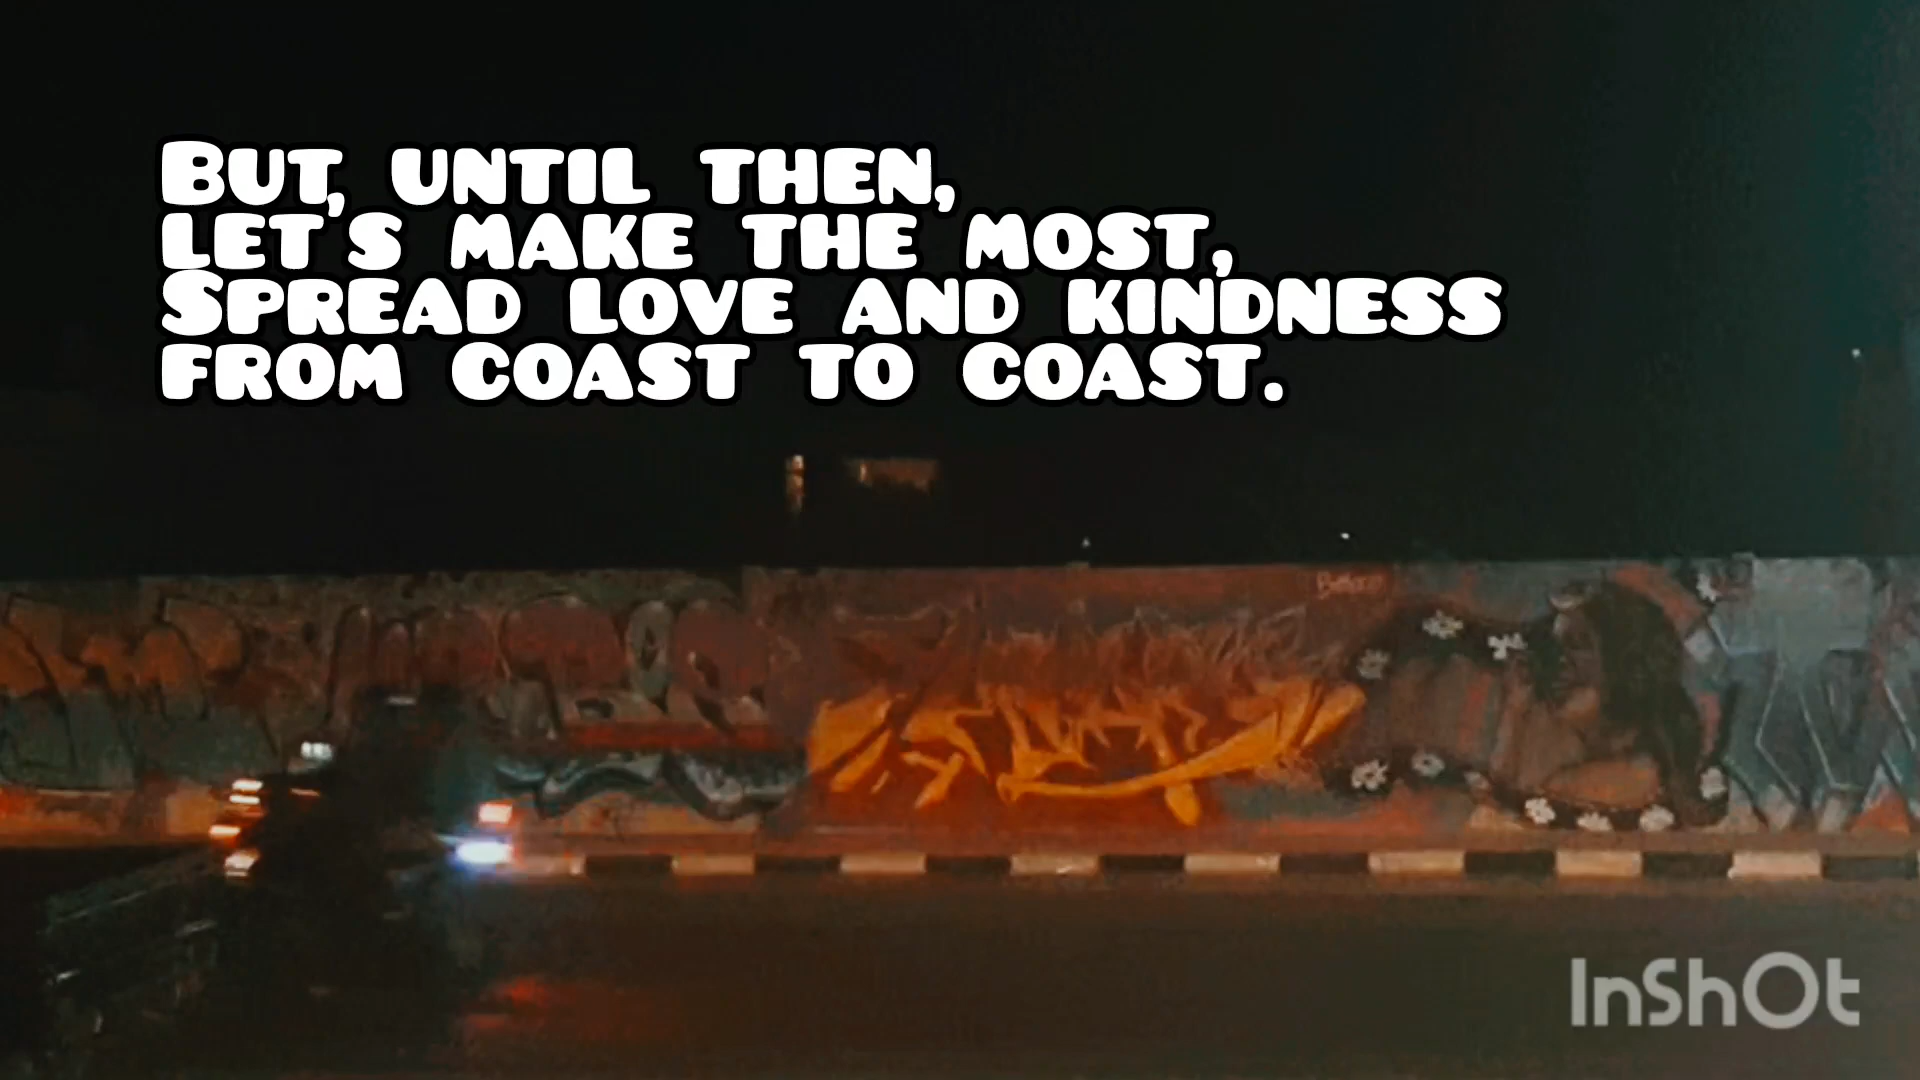 But, until then,
let's make the most,
Spread love and kindness
from coast to coast.
InShOt